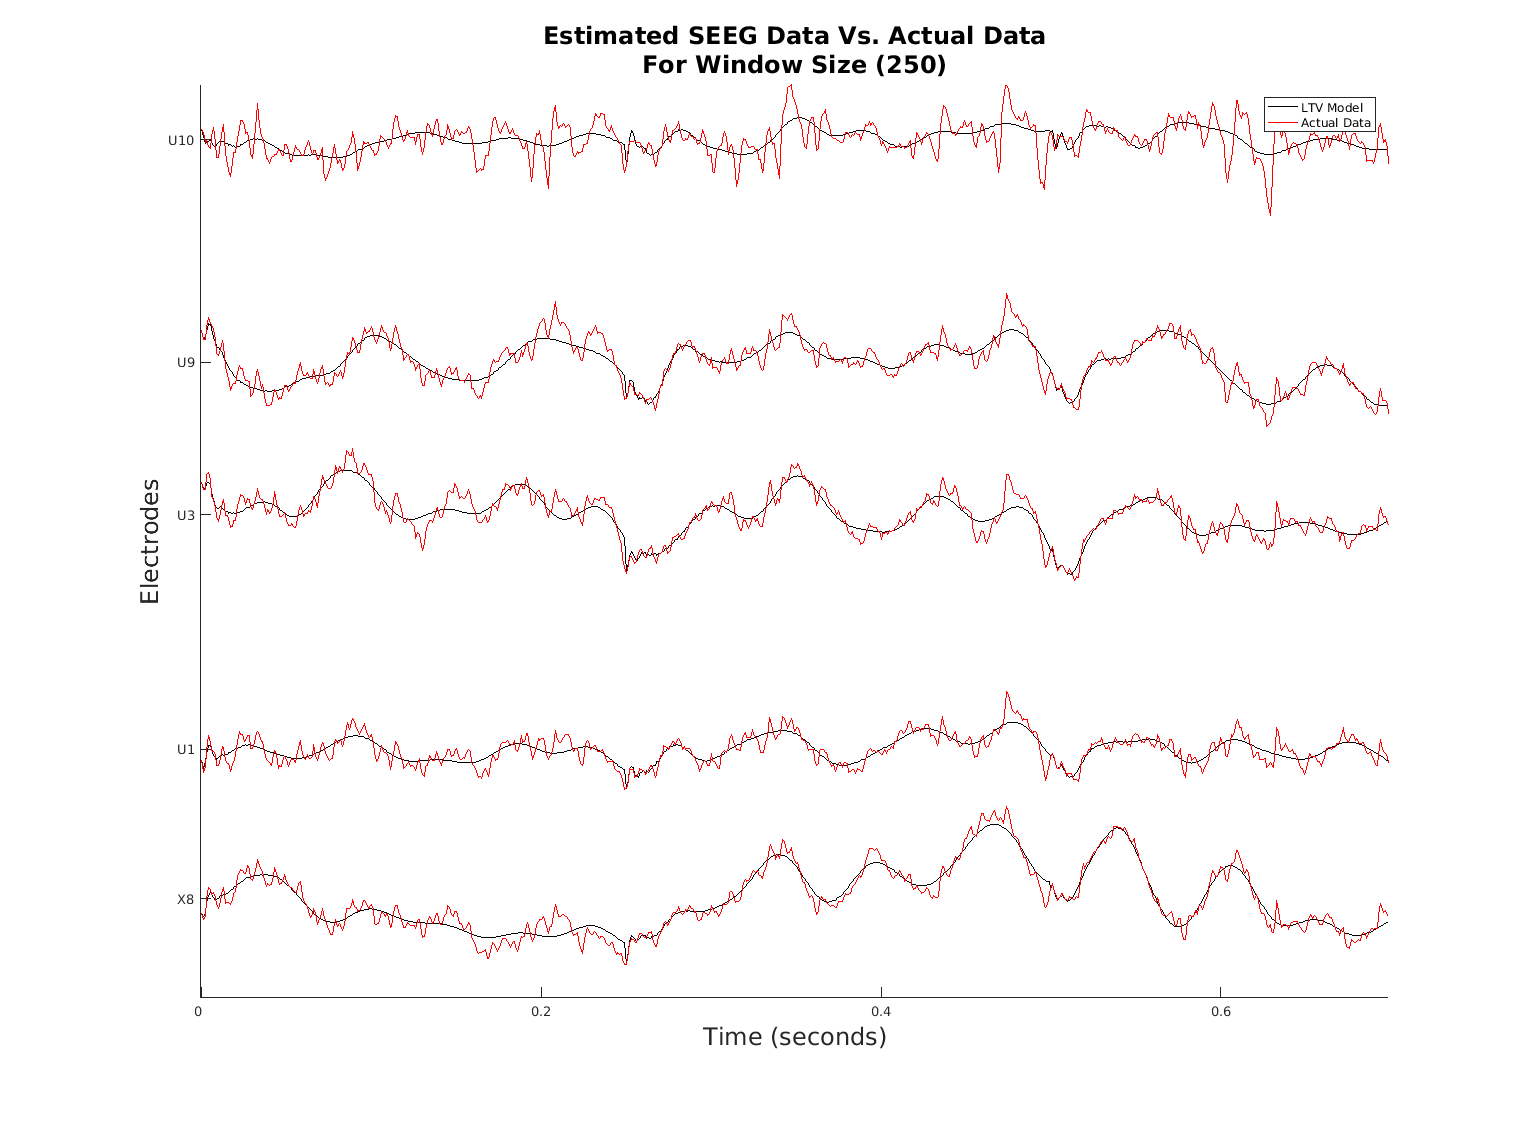 Estimated SEEG Data Vs. Actual Data
For Window Size (250)
LTV Model
Actual Data
U10
U9
U3
U1
X8
Electrodes
0
0.2
0.4
0.6
Time (seconds)